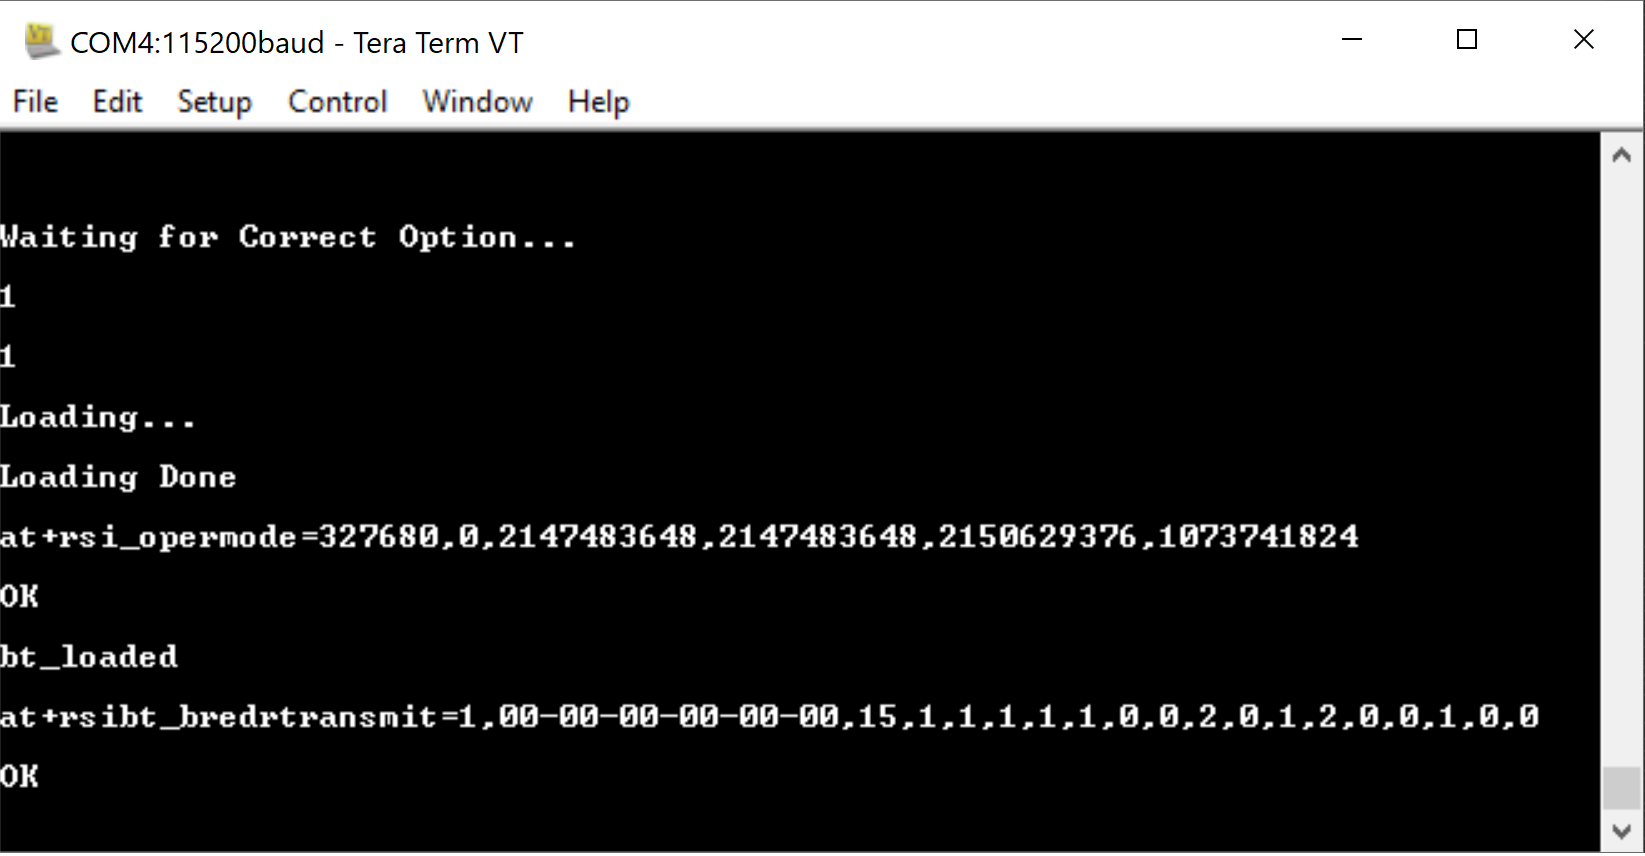 COM4:115200baud - Tera Term VT
File Edit Setup Control Window Help
Waiting for Correct Option...
1
1
Loading...
Loading Done
at+rsi_opermode=327680,0,2147483648,2147483648,2150629376,1073741824
OK
bt_loaded
at+rsibt_bredrtransmit=1,00-00-00-00-00-00,15,1,1,1,1,1,0,0,2,0,1,2,0,0,1,0,0
OK